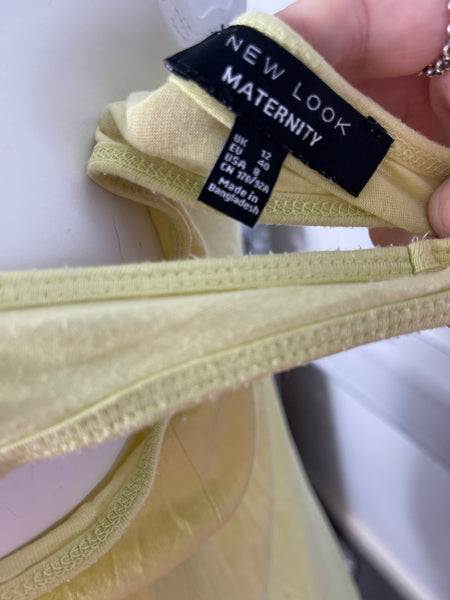 NEW LOOK
MATERNITY
UK 12
EU 40
USA 8
CN 170/92A
Made in
Bangladesh